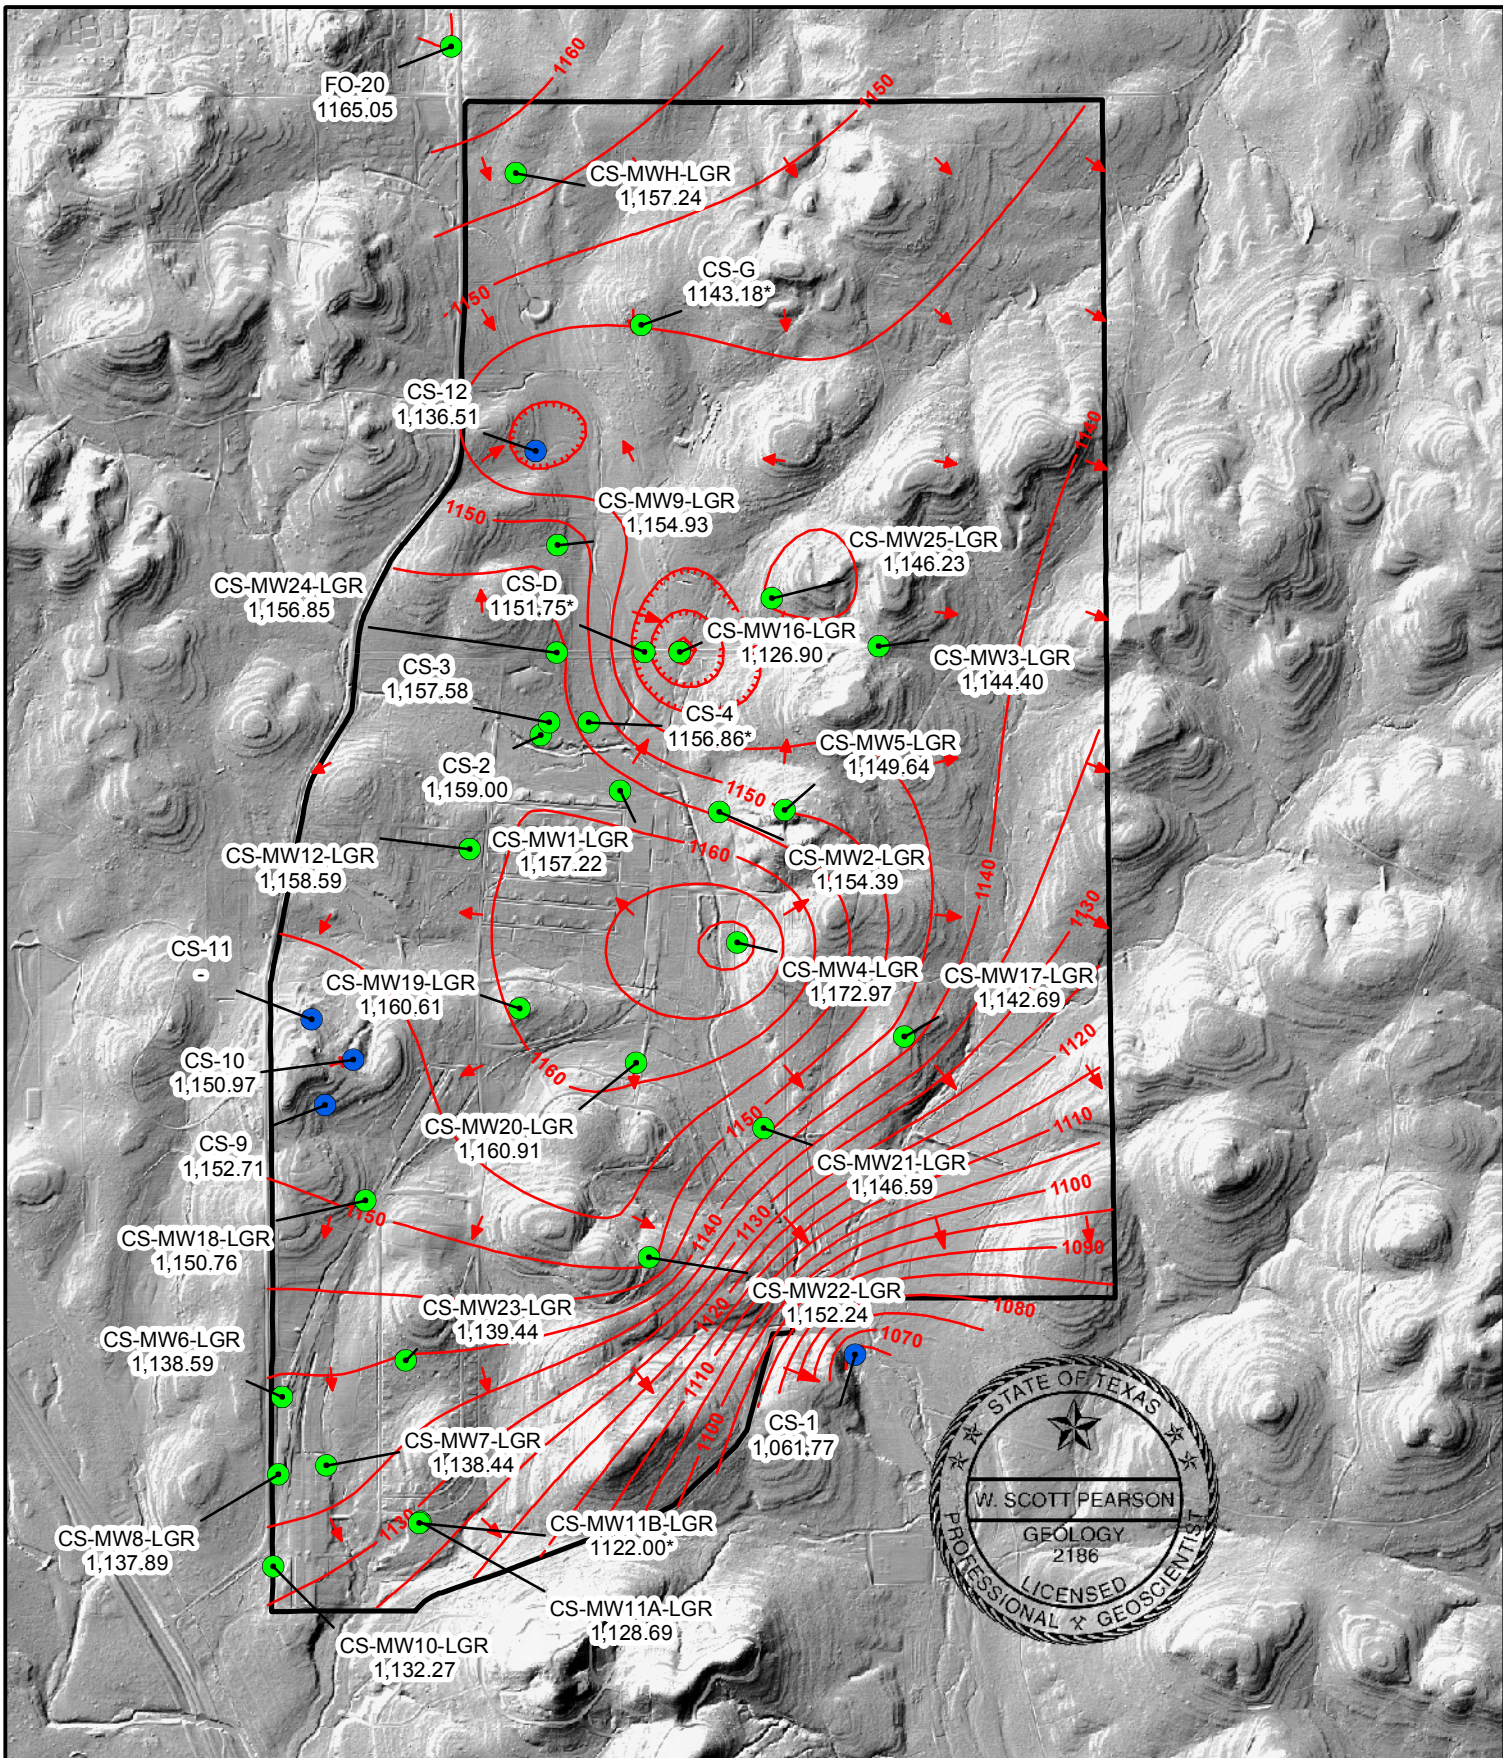 1160
FO-20
1165.05
1150
CS-MWH-LGR
1,157.24
CS-G
1143.18*
1150
CS-12
1,136.51
1140
CS-MW9-LGR
1,154.93
1150
CS-MW25-LGR
1,146.23
CS-MW24-LGR
1,156.85
CS-D
1151.75*
CS-MW16-LGR
1,126.90
CS-MW3-LGR
1,144.40
CS-3
1,157.58
CS-4
1156.86*
CS-MW5-LGR
1,149.64
CS-2
1,159.00
1150
CS-MW1-LGR
1,157.22
1160
CS-MW2-LGR
1,154.39
CS-MW12-LGR
1,158.59
1140
1130
CS-11
-
CS-MW19-LGR
1,160.61
CS-MW4-LGR
1,172.97
CS-MW17-LGR
1,142.69
1120
CS-10
1,150.97
1160
1110
CS-9
1,152.71
CS-MW20-LGR
1,160.91
1150
CS-MW21-LGR
1,146.59
1100
1150
CS-MW18-LGR
1,150.76
1140
1130
1090
CS-MW22-LGR
1,152.24
1080
CS-MW23-LGR
1,139.44
1120
1070
CS-MW6-LGR
1,138.59
1110
1100
CS-1
1,061.77
CS-MW7-LGR
1,138.44
1130
CS-MW11B-LGR
1122.00*
CS-MW8-LGR
1,137.89
CS-MW11A-LGR
1,128.69
CS-MW10-LGR
1,132.27
STATE OF TEXAS
W. SCOTT PEARSON
GEOLOGY
2186
LICENSED
PROFESSIONAL GEOSCIENTIST